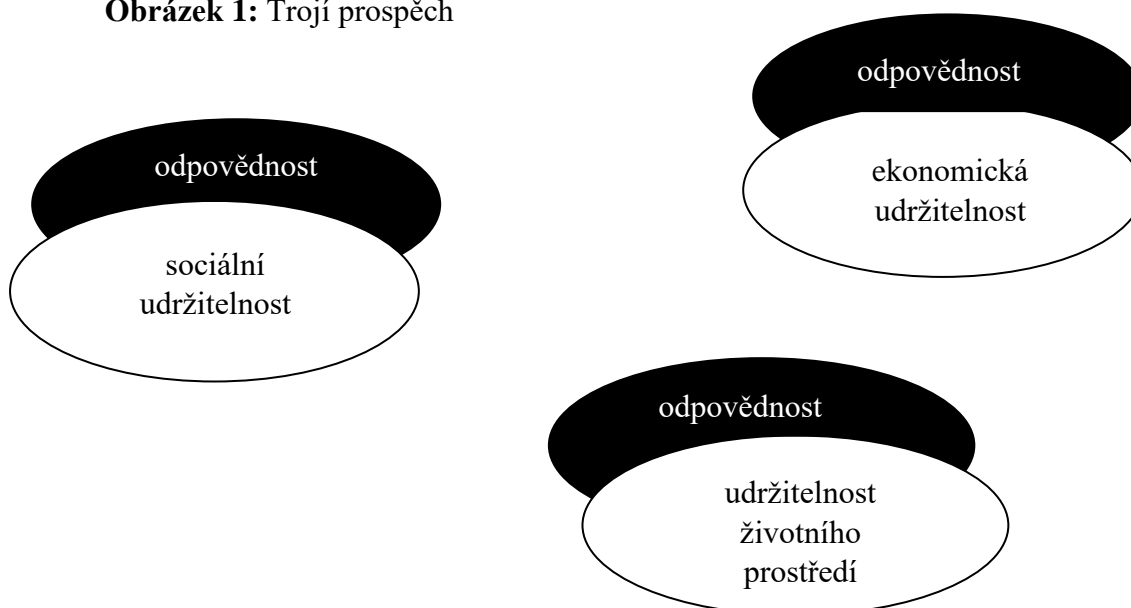 Obrázek 1: Trojí prospěch
odpovědnost
sociální
udržitelnost
odpovědnost
ekonomická
udržitelnost
odpovědnost
udržitelnost
životního
prostředí